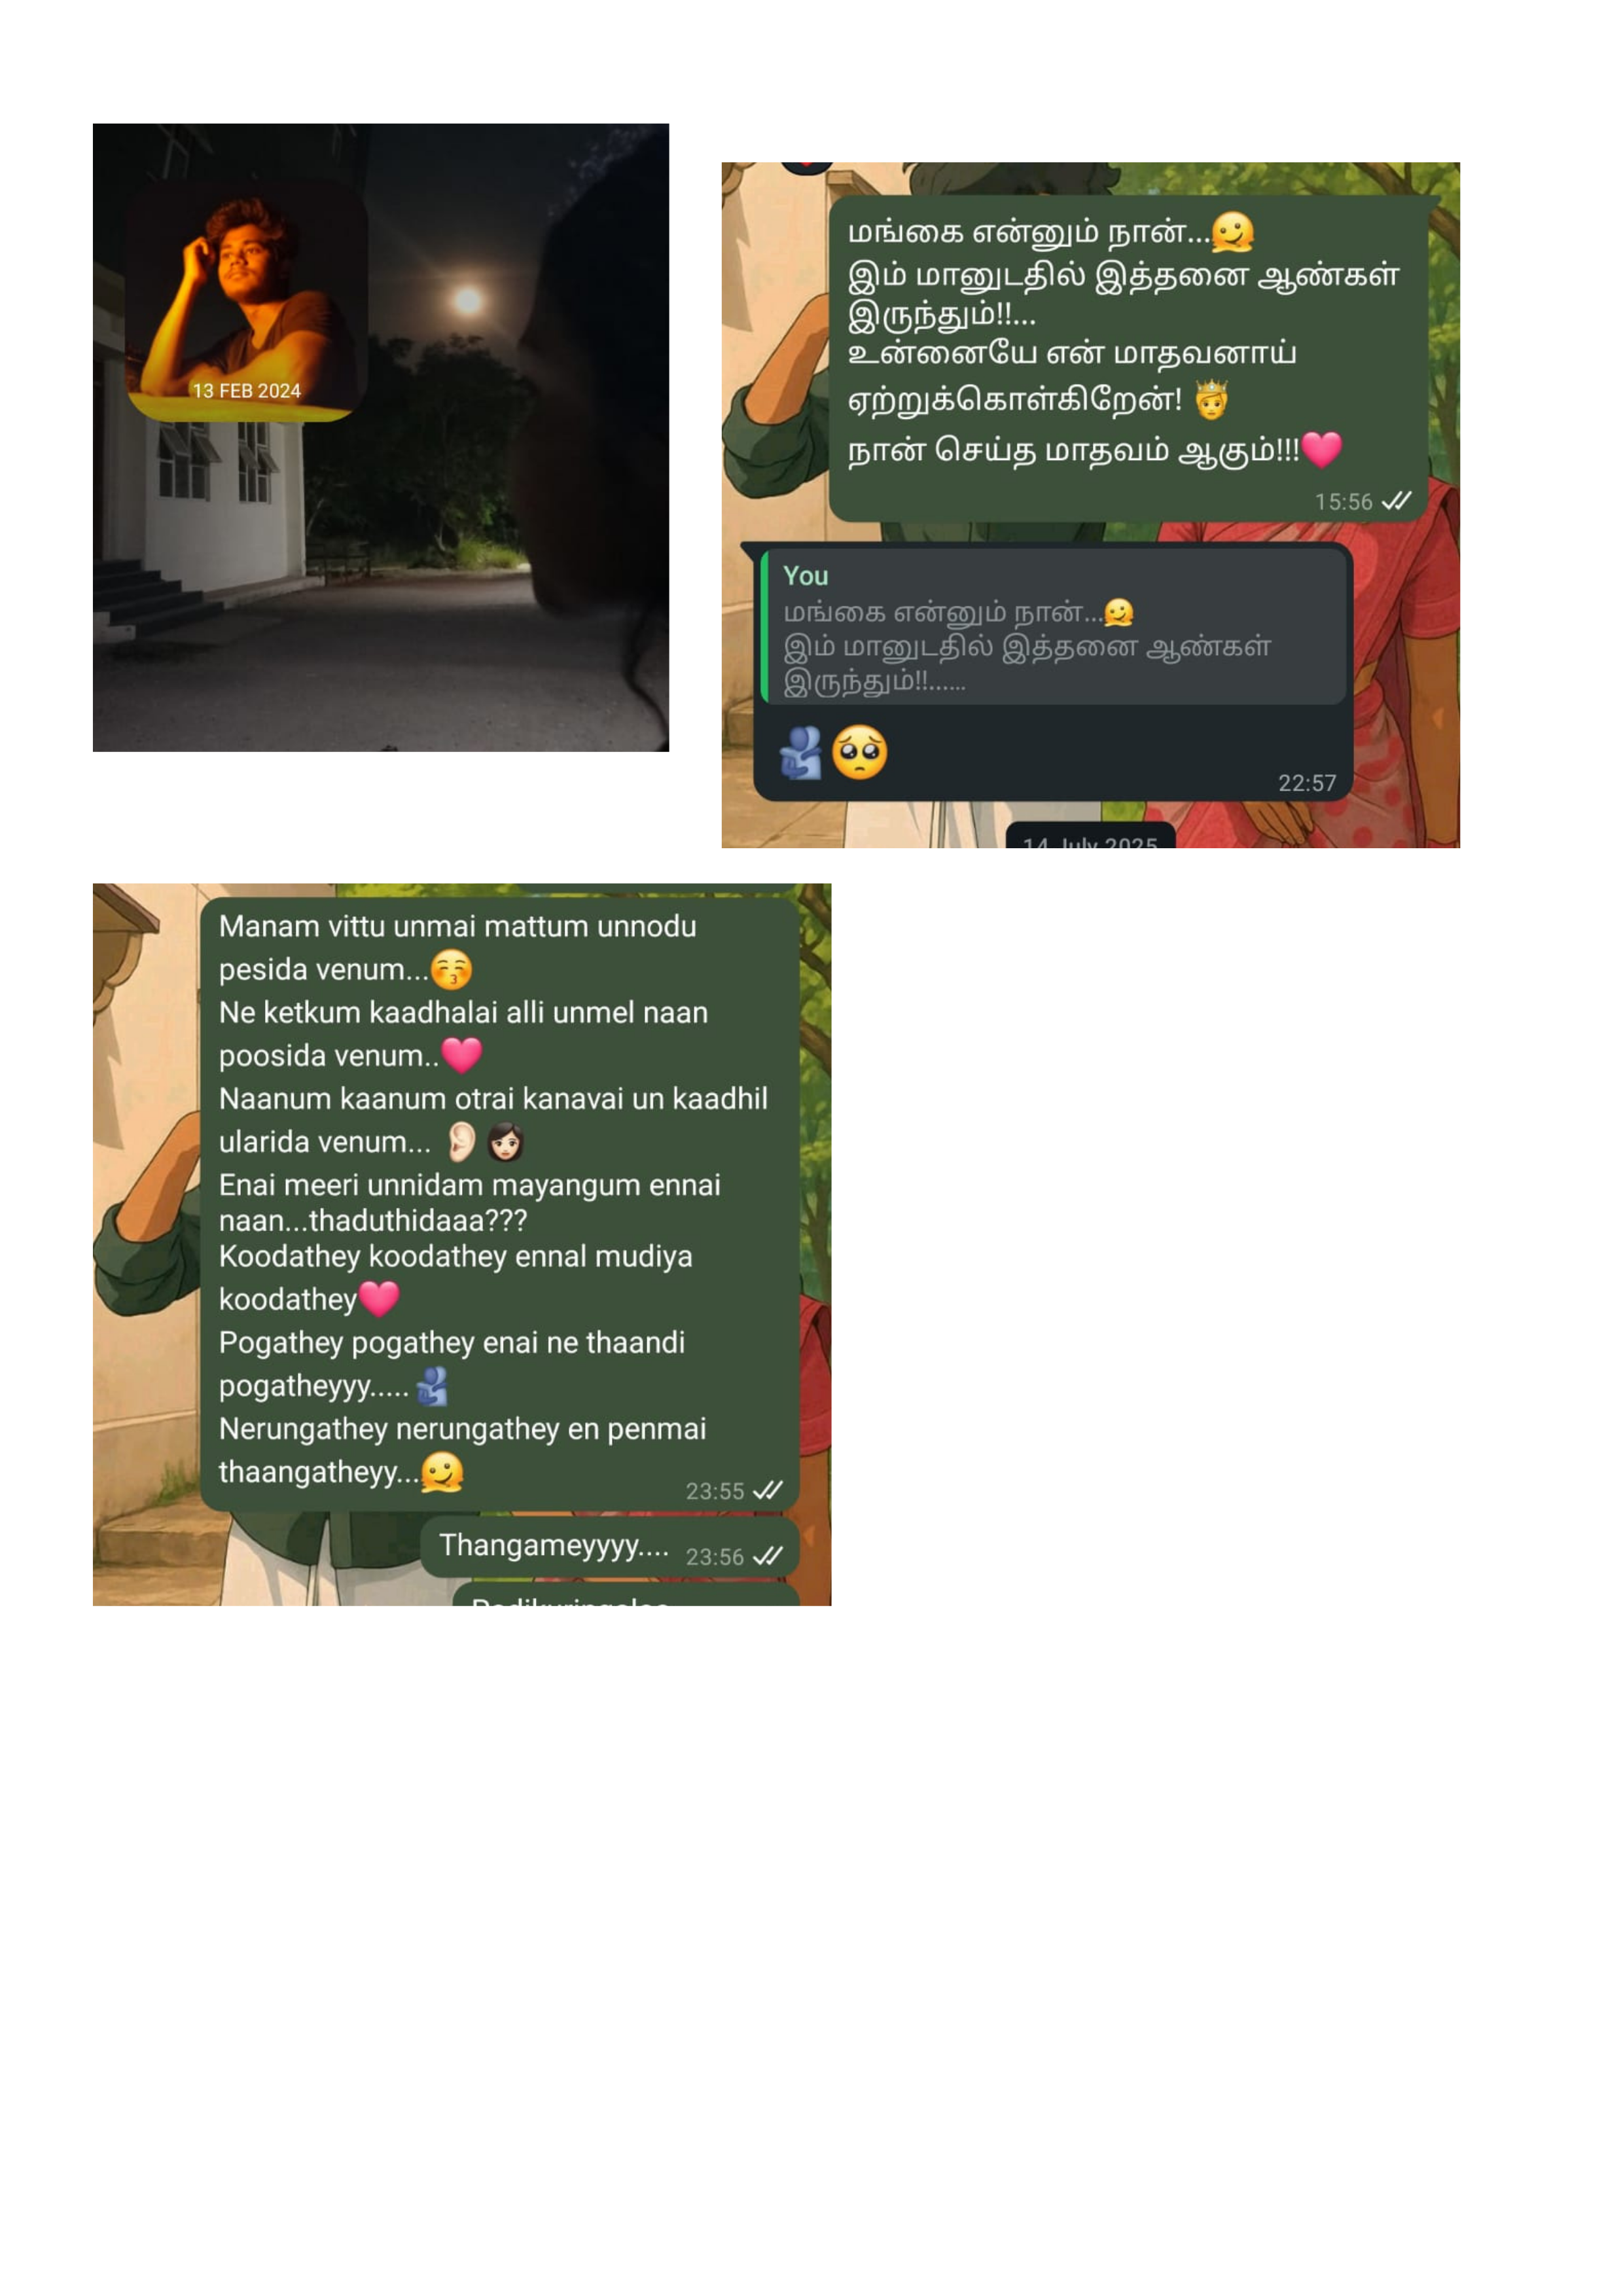 13 FEB 2024
மங்கை என்னும் நான்...🫠
இம் மானுடதில் இத்தனை ஆண்கள்
இருந்தும்!!...
உன்னையே என் மாதவனாய்
ஏற்றுக்கொள்கிறேன்! 🫅
நான் செய்த மாதவம் ஆகும்!!!🩷
15:56
You
மங்கை என்னும் நான்...🫠
இம் மானுடதில் இத்தனை ஆண்கள்
இருந்தும்!!......
🫂🥺
22:57
14 July 2025
Manam vittu unmai mattum unnodu
pesida venum...😚
Ne ketkum kaadhalai alli unmel naan
poosida venum..🩷
Naanum kaanum otrai kanavai un kaadhil
ularida venum... 👂🏻👩🏻
Enai meeri unnidam mayangum ennai
naan...thaduthidaaa???
Koodathey koodathey ennal mudiya
koodathey🩷
Pogathey pogathey enai ne thaandi
pogatheyyy.....🫂
Nerungathey nerungathey en penmai
thaangatheyy...🫠
23:55
Thangameyyyy.... 23:56